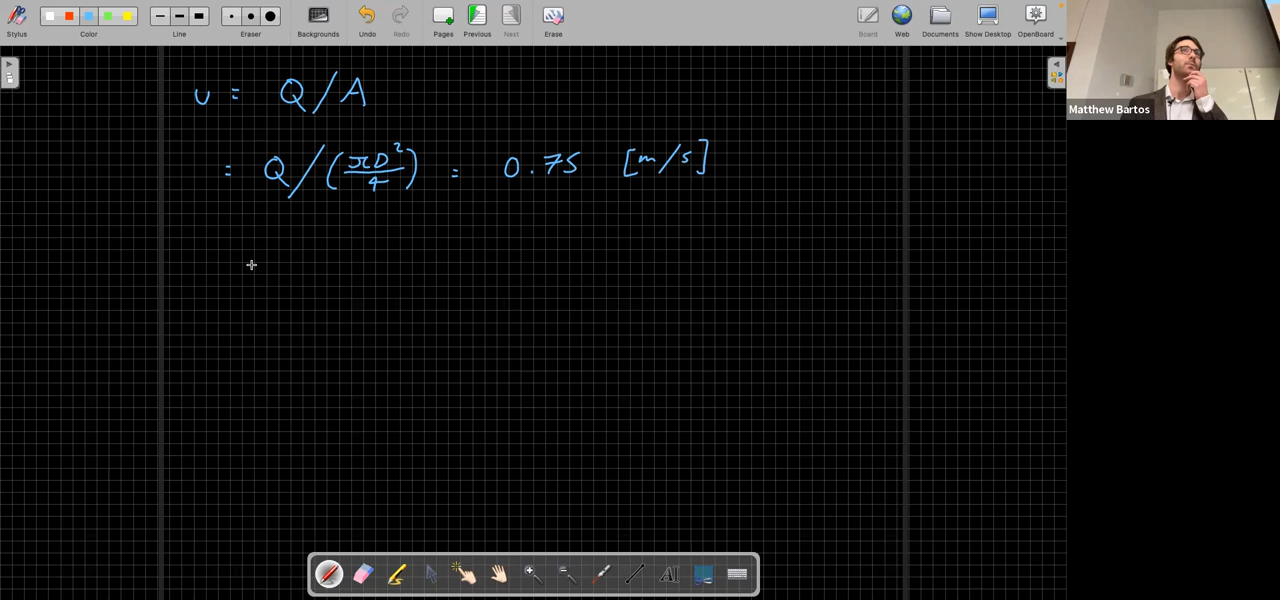 Stylus Color Line Eraser Backgrounds Undo Redo Pages Previous Next Erase Board Web Documents Show Desktop OpenBoard
Matthew Bartos
u = Q/A
= Q/(πD²/4) = 0.75 [m/s]
AI